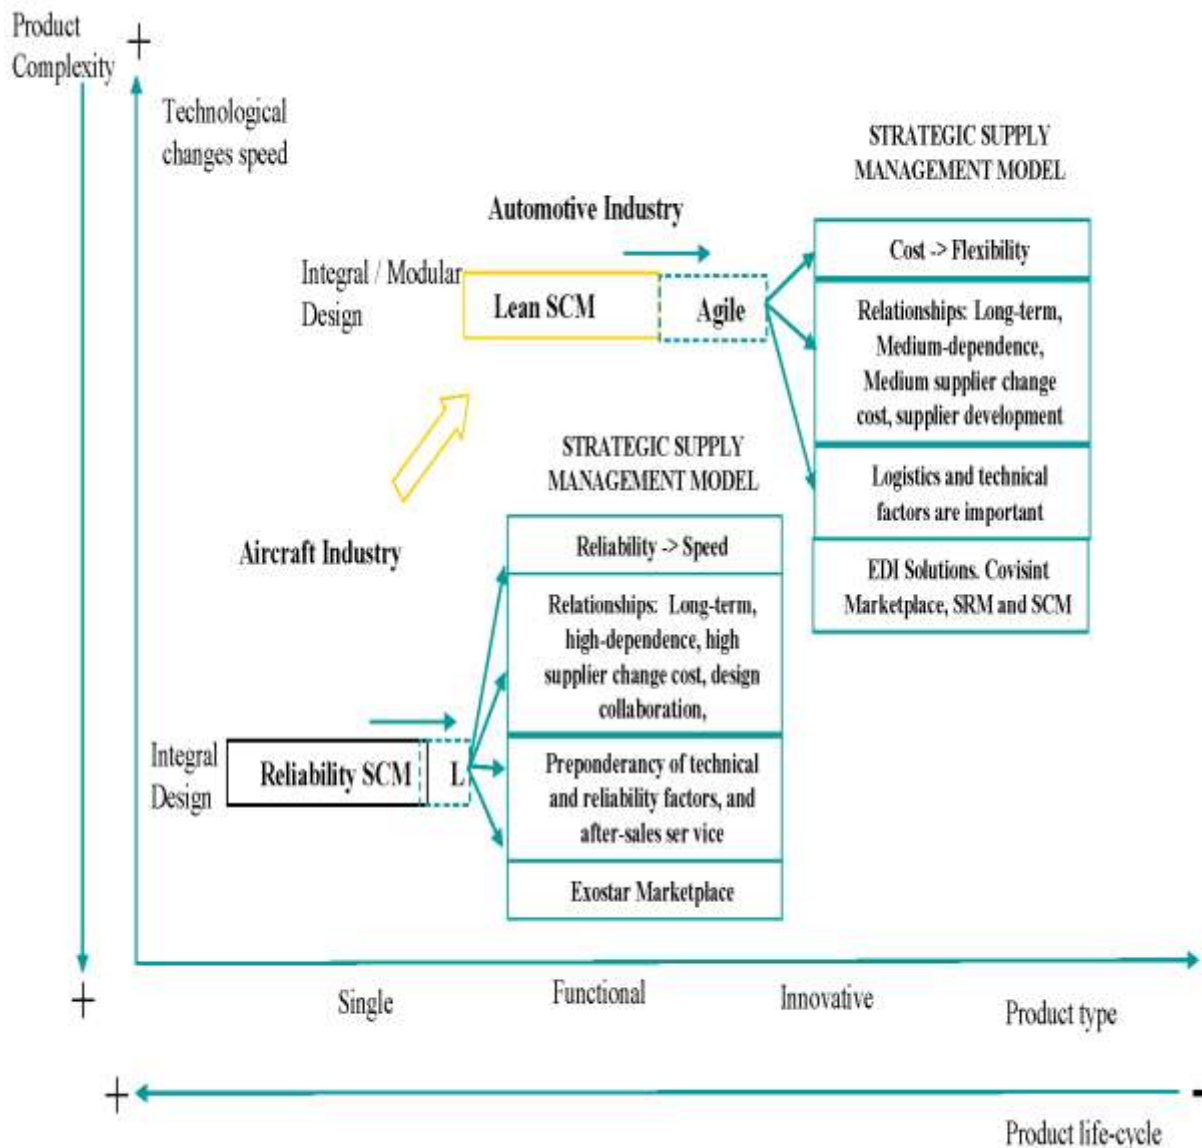 Product
Complexity
+
Technological
changes speed
STRATEGIC SUPPLY
MANAGEMENT MODEL
Automotive Industry
Integral / Modular
Design
Lean SCM
Agile
Cost -> Flexibility
Relationships: Long-term,
Medium-dependence,
Medium supplier change
cost, supplier development
Logistics and technical
factors are important
EDI Solutions. Covisint
Marketplace, SRM and SCM
STRATEGIC SUPPLY
MANAGEMENT MODEL
Aircraft Industry
Reliability -> Speed
Relationships: Long-term,
high-dependence, high
supplier change cost, design
collaboration,
Integral
Design
Reliability SCM
L
Preponderancy of technical
and reliability factors, and
after-sales ser vice
Exostar Marketplace
+
Single
Functional
Innovative
Product type
+
-
Product life-cycle